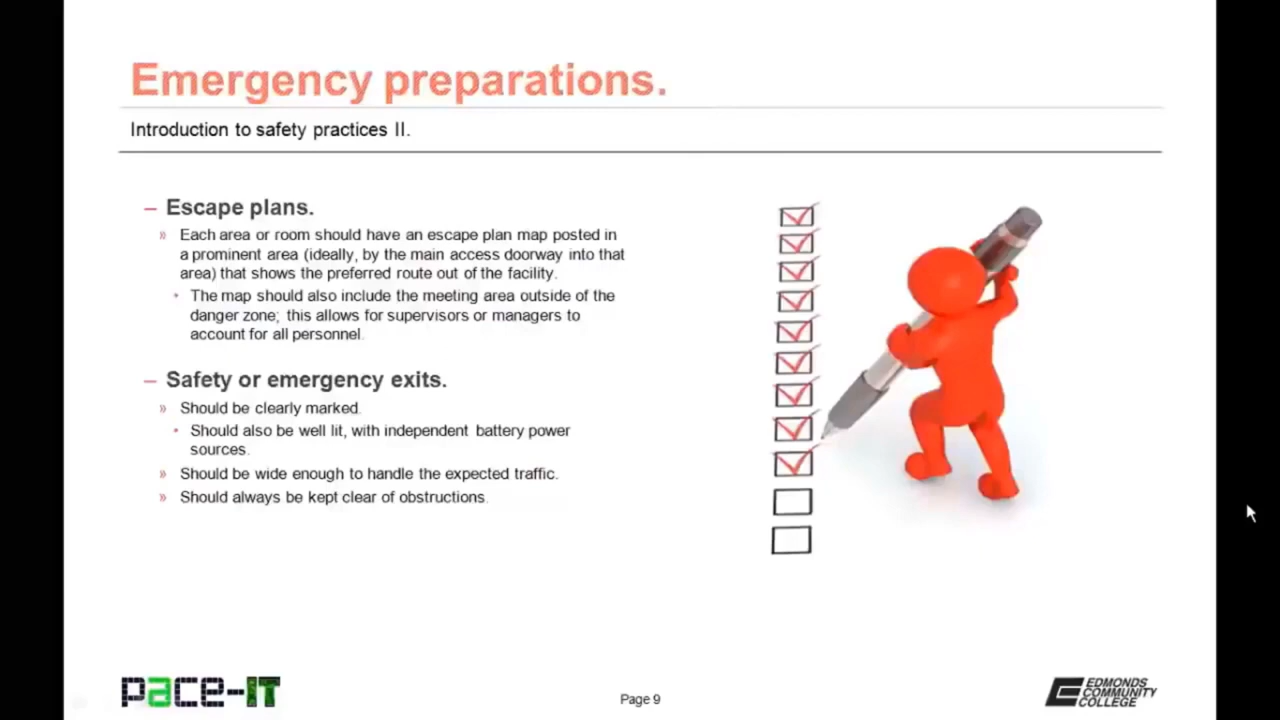 Emergency preparations.
Introduction to safety practices II.
– Escape plans.
» Each area or room should have an escape plan map posted in
a prominent area (ideally, by the main access doorway into that
area) that shows the preferred route out of the facility.
• The map should also include the meeting area outside of the
danger zone; this allows for supervisors or managers to
account for all personnel.
– Safety or emergency exits.
» Should be clearly marked.
• Should also be well lit, with independent battery power
sources.
» Should be wide enough to handle the expected traffic.
» Should always be kept clear of obstructions.
pace-IT
Page 9
EDMONDS
COMMUNITY
COLLEGE